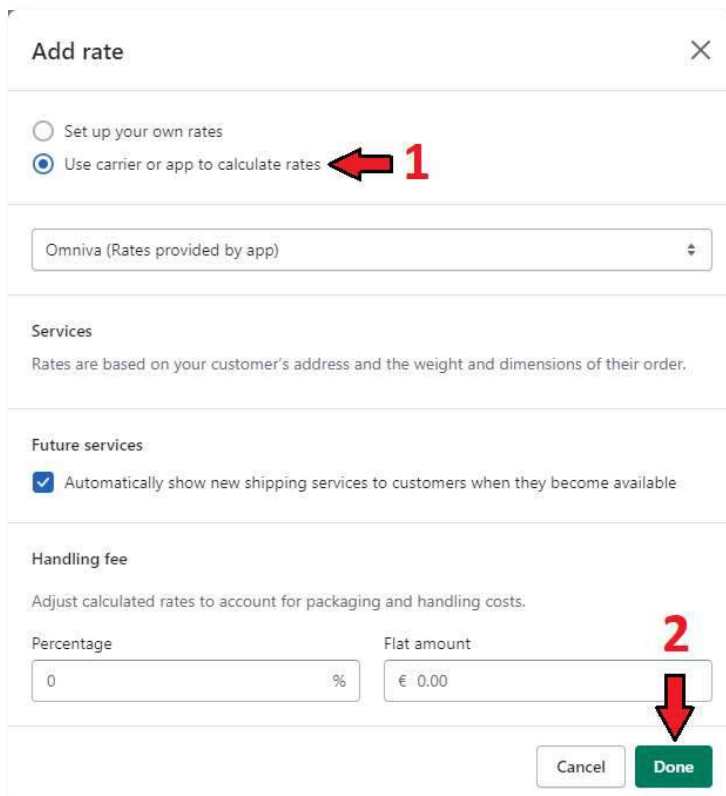 Add rate
Set up your own rates
Use carrier or app to calculate rates 1
Omniva (Rates provided by app)
Services
Rates are based on your customer's address and the weight and dimensions of their order.
Future services
Automatically show new shipping services to customers when they become available
Handling fee
Adjust calculated rates to account for packaging and handling costs.
2
Percentage Flat amount
0 % € 0.00
Cancel Done